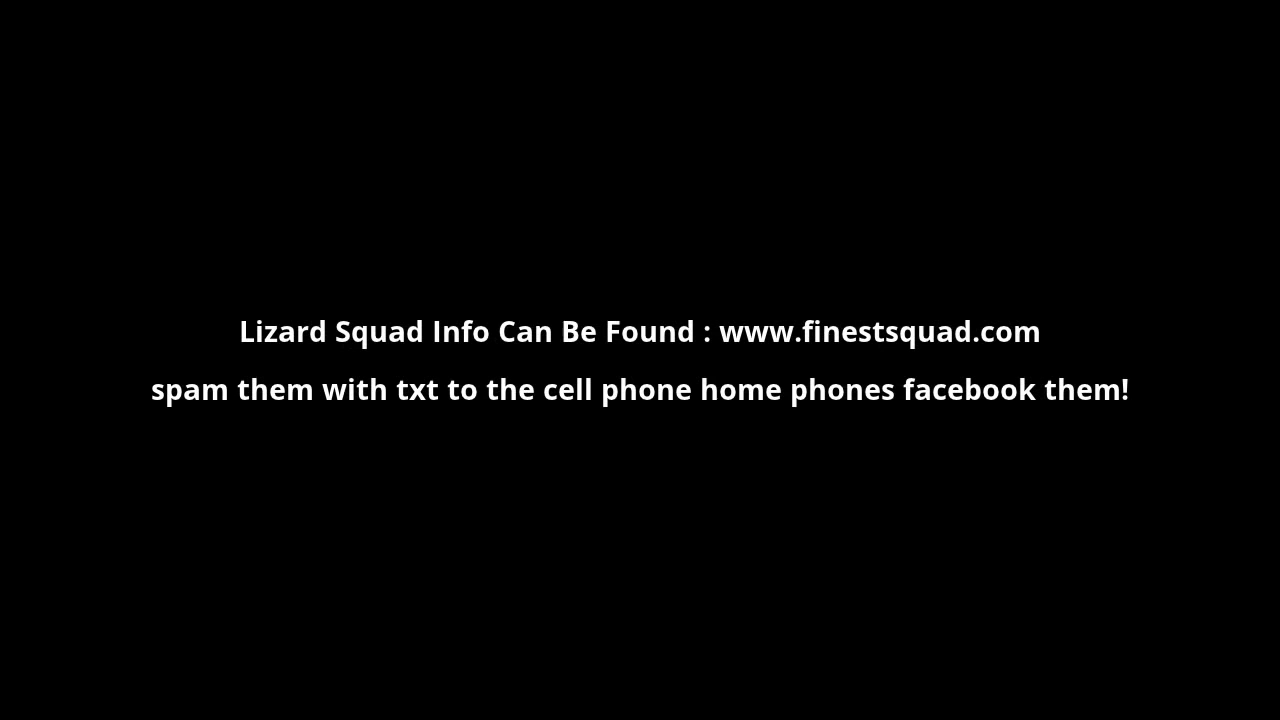 Lizard Squad Info Can Be Found : www.finestsquad.com
spam them with txt to the cell phone home phones facebook them!